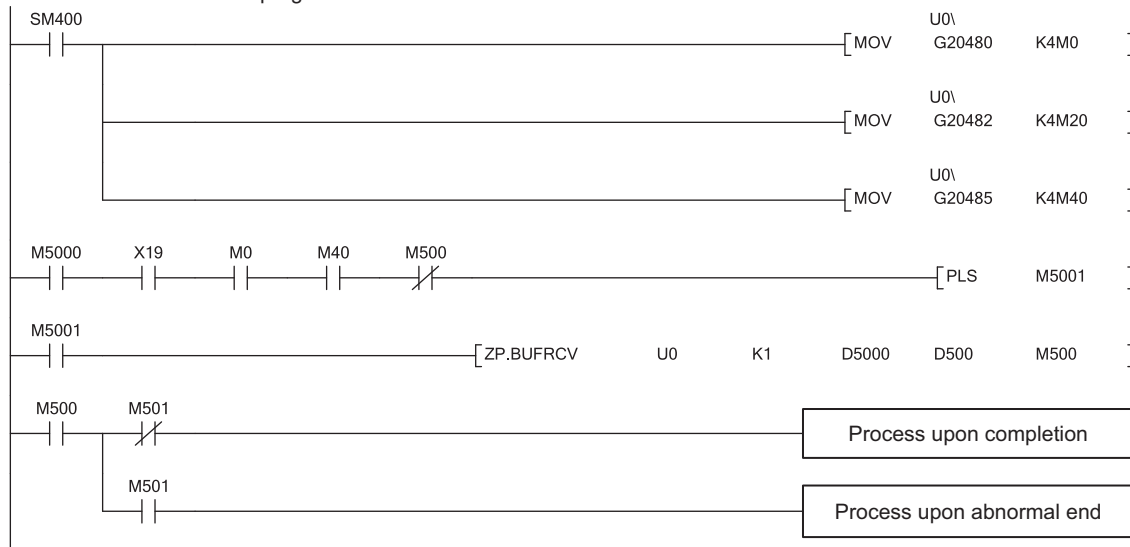 SM400
U0\
[MOV G20480 K4M0 ]
U0\
[MOV G20482 K4M20 ]
U0\
[MOV G20485 K4M40 ]
M5000 X19 M0 M40 M500
[PLS M5001 ]
M5001
[ZP.BUFRCV U0 K1 D5000 D500 M500 ]
M500 M501
Process upon completion
M501
Process upon abnormal end